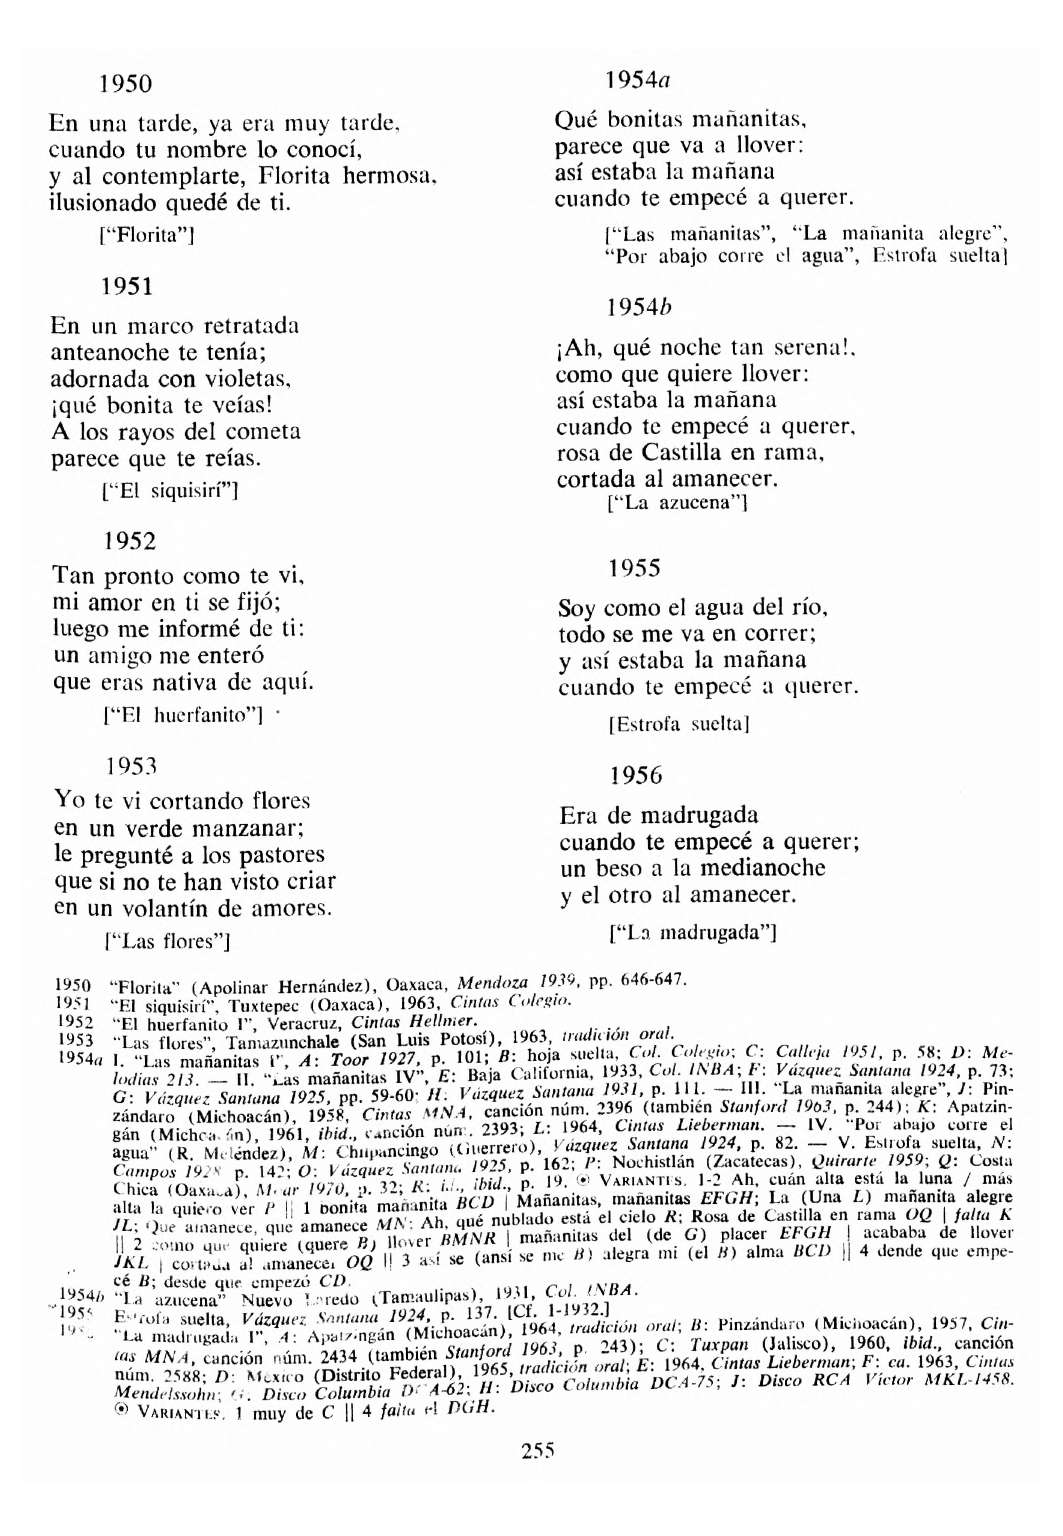 1950
En una tarde, ya era muy tarde,
cuando tu nombre lo conocí,
y al contemplarte, Florita hermosa,
ilusionado quedé de ti.
[“Florita”]
1951
En un marco retratada
anteanoche te tenía;
adornada con violetas,
¡qué bonita te veías!
A los rayos del cometa
parece que te reías.
[“El siquisirí”]
1952
Tan pronto como te vi,
mi amor en ti se fijó;
luego me informé de ti:
un amigo me enteró
que eras nativa de aquí.
[“El huerfanito”]
1953
Yo te vi cortando flores
en un verde manzanar;
le pregunté a los pastores
que si no te han visto criar
en un volantín de amores.
[“Las flores”]
1954a
Qué bonitas mañanitas,
parece que va a llover:
así estaba la mañana
cuando te empecé a querer.
[“Las mañanitas”, “La mañanita alegre”,
“Por abajo corre el agua”, Estrofa suelta]
1954b
¡Ah, qué noche tan serena!,
como que quiere llover:
así estaba la mañana
cuando te empecé a querer,
rosa de Castilla en rama,
cortada al amanecer.
[“La azucena”]
1955
Soy como el agua del río,
todo se me va en correr;
y así estaba la mañana
cuando te empecé a querer.
[Estrofa suelta]
1956
Era de madrugada
cuando te empecé a querer;
un beso a la medianoche
y el otro al amanecer.
[“La madrugada”]
1950 “Florita” (Apolinar Hernández), Oaxaca, Mendoza 1939, pp. 646-647.
1951 “El siquisirí”, Tuxtepec (Oaxaca), 1963, Cintas Colegio.
1952 “El huerfanito I”, Veracruz, Cintas Hellmer.
1953 “Las flores”, Tamazunchale (San Luis Potosí), 1963, tradición oral.
1954a I. “Las mañanitas I”, A: Toor 1927, p. 101; B: hoja suelta, Col. Colegio; C: Calleja 1951, p. 58; D: Me-
lodías 213. — II. “Las mañanitas IV”, E: Baja California, 1933, Col. INBA; F: Vázquez Santana 1924, p. 73;
G: Vázquez Santana 1925, pp. 59-60; H: Vázquez Santana 1931, p. 111. — III. “La mañanita alegre”, J: Pin-
zándaro (Michoacán), 1958, Cintas MNA, canción núm. 2396 (también Stanford 1963, p. 244); K: Apatzin-
gán (Michoacán), 1961, ibid., canción núm. 2393; L: 1964, Cintas Lieberman. — IV. “Por abajo corre el
agua” (R. Meléndez), M: Chilpancingo (Guerrero), Vázquez Santana 1924, p. 82. — V. Estrofa suelta, N:
Campos p. 142; O: Vázquez Santana 1925, p. 162; P: Nochistlán (Zacatecas), Quirarte 1959; Q: Costa
Chica (Oaxaca), 1970, p. 32; R: ibid., p. 19. ⊙ VARIANTES. 1-2 Ah, cuán alta está la luna / más
alta la quiero ver P || 1 bonita mañanita BCD | Mañanitas, mañanitas EFGH; La (Una L) mañanita alegre
JL; Que amanece, que amanece MN; Ah, qué nublado está el cielo R; Rosa de Castilla en rama OQ | falta K
|| 2 como que quiere (quere B) llover BMNR | mañanitas del (de G) placer EFGH | acababa de llover
JKL | cortada al amanecer OQ || 3 así se (ansí se me B) alegra mi (el B) alma BCD || 4 dende que empe-
cé B; desde que empezó CD.
1954b “La azucena” Nuevo Laredo (Tamaulipas), 1931, Col. INBA.
1955 Estrofa suelta, Vázquez Santana 1924, p. 137. [Cf. 1-1932.]
“La madrugada I”, A: Apatzingán (Michoacán), 1964, tradición oral; B: Pinzándaro (Michoacán), 1957, Cin-
tas MNA, canción núm. 2434 (también Stanford 1963, p. 243); C: Tuxpan (Jalisco), 1960, ibid., canción
núm. 2588; D: México (Distrito Federal), 1965, tradición oral; E: 1964, Cintas Lieberman; F: ca. 1963, Cintas
Mendelssohn; G: Disco Columbia DCA-62; H: Disco Columbia DCA-75; J: Disco RCA Victor MKL-1458.
⊙ VARIANTES. 1 muy de C || 4 falta el DGH.
255